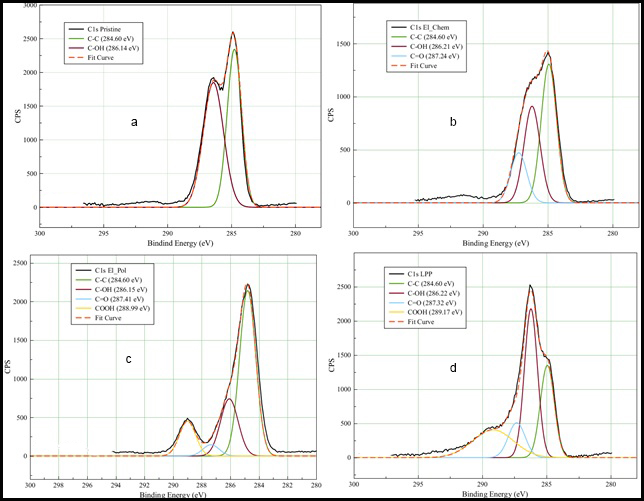 C1s Pristine
C-C (284.60 eV)
C-OH (286.14 eV)
Fit Curve
a
CPS
3000
2500
2000
1500
1000
500
0
300 295 290 285 280
Binding Energy (eV)
C1s El_Chem
C-C (284.60 eV)
C-OH (286.21 eV)
C=O (287.24 eV)
Fit Curve
b
CPS
1500
1000
500
0
300 295 290 285 280
Binding Energy (eV)
C1s El_Pol
C-C (284.60 eV)
C-OH (286.15 eV)
C=O (287.41 eV)
COOH (288.99 eV)
Fit Curve
c
CPS
2500
2000
1500
1000
500
0
300 298 296 294 292 290 288 286 284 282 280
Binding Energy (eV)
C1s LPP
C-C (284.60 eV)
C-OH (286.22 eV)
C=O (287.32 eV)
COOH (289.17 eV)
Fit Curve
d
CPS
3000
2500
2000
1500
1000
500
0
300 295 290 285 280
Binding Energy (eV)